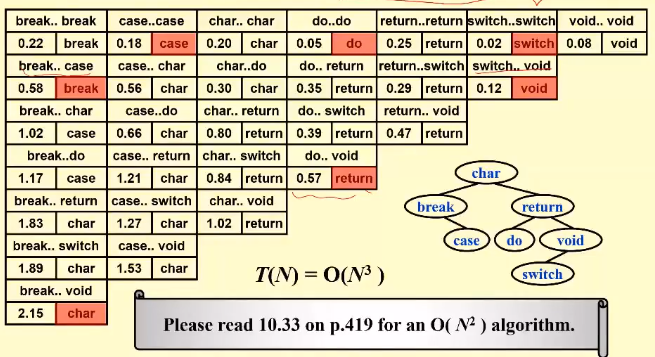 break.. break case..case char.. char do..do return..return switch..switch void.. void
0.22 break 0.18 case 0.20 char 0.05 do 0.25 return 0.02 switch 0.08 void
break.. case case.. char char..do do.. return return..switch switch.. void
0.58 break 0.56 char 0.30 char 0.35 return 0.29 return 0.12 void
break.. char case..do char.. return do.. switch return.. void
1.02 case 0.66 char 0.80 return 0.39 return 0.47 return
break..do case.. return char.. switch do.. void
1.17 case 1.21 char 0.84 return 0.57 return
break.. return case.. switch char.. void
1.83 char 1.27 char 1.02 return
break.. switch case.. void
1.89 char 1.53 char
break.. void
2.15 char
char
break return
case do void
switch
T(N) = O(N³ )
Please read 10.33 on p.419 for an O( N² ) algorithm.